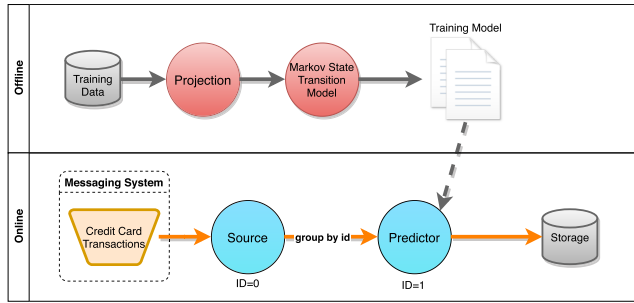 Offline
Training
Data
Projection
Markov State
Transition
Model
Training Model
Online
Messaging System
Credit Card
Transactions
Source
ID=0
group by id
Predictor
ID=1
Storage